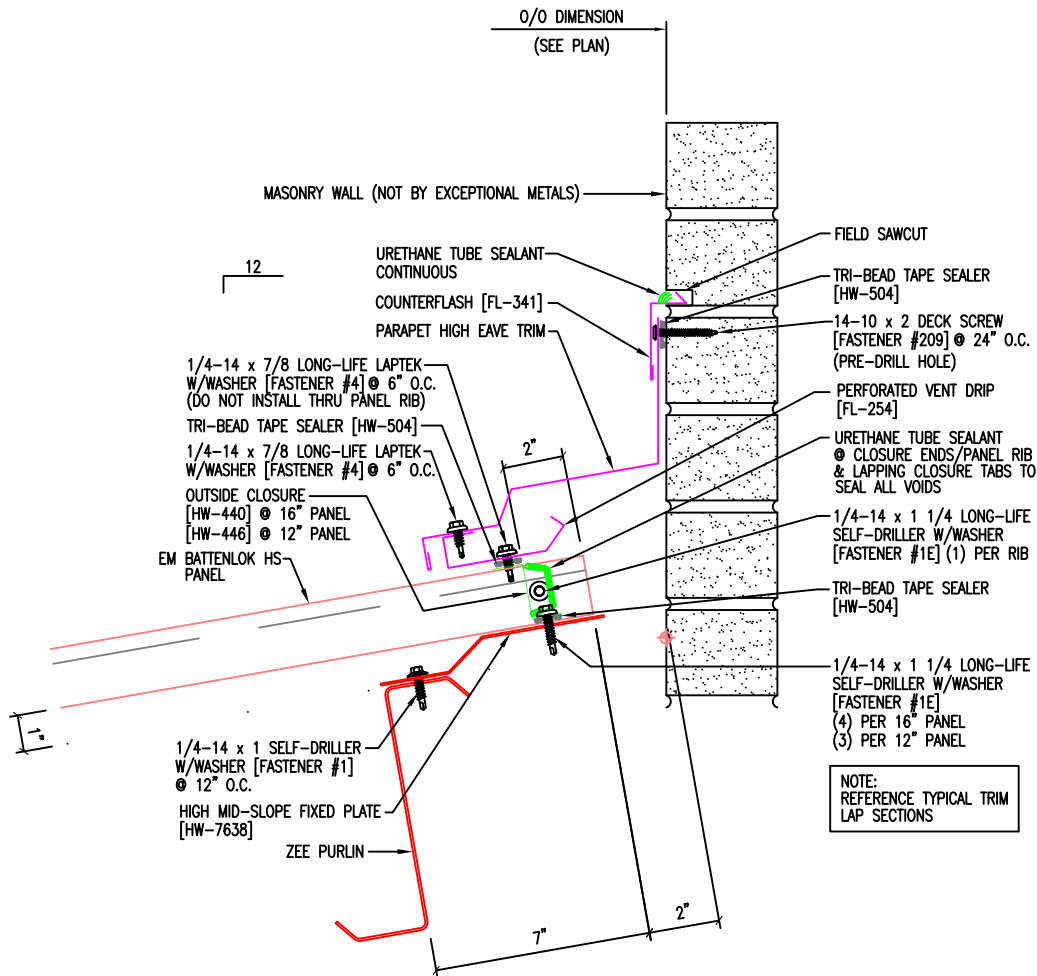 O/O DIMENSION
(SEE PLAN)
MASONRY WALL (NOT BY EXCEPTIONAL METALS)
12
URETHANE TUBE SEALANT
CONTINUOUS
COUNTERFLASH [FL-341]
PARAPET HIGH EAVE TRIM
1/4-14 x 7/8 LONG-LIFE LAPTEK
W/WASHER [FASTENER #4] @ 6" O.C.
(DO NOT INSTALL THRU PANEL RIB)
TRI-BEAD TAPE SEALER [HW-504]
1/4-14 x 7/8 LONG-LIFE LAPTEK
W/WASHER [FASTENER #4] @ 6" O.C.
OUTSIDE CLOSURE
[HW-440] @ 16" PANEL
[HW-446] @ 12" PANEL
EM BATTENLOK HS
PANEL
2"
FIELD SAWCUT
TRI-BEAD TAPE SEALER
[HW-504]
14-10 x 2 DECK SCREW
[FASTENER #209] @ 24" O.C.
(PRE-DRILL HOLE)
PERFORATED VENT DRIP
[FL-254]
URETHANE TUBE SEALANT
@ CLOSURE ENDS/PANEL RIB
& LAPPING CLOSURE TABS TO
SEAL ALL VOIDS
1/4-14 x 1 1/4 LONG-LIFE
SELF-DRILLER W/WASHER
[FASTENER #1E] (1) PER RIB
TRI-BEAD TAPE SEALER
[HW-504]
1/4-14 x 1 1/4 LONG-LIFE
SELF-DRILLER W/WASHER
[FASTENER #1E]
(4) PER 16" PANEL
(3) PER 12" PANEL
1"
1/4-14 x 1 SELF-DRILLER
W/WASHER [FASTENER #1]
@ 12" O.C.
HIGH MID-SLOPE FIXED PLATE
[HW-7638]
ZEE PURLIN
7"
2"
NOTE:
REFERENCE TYPICAL TRIM
LAP SECTIONS